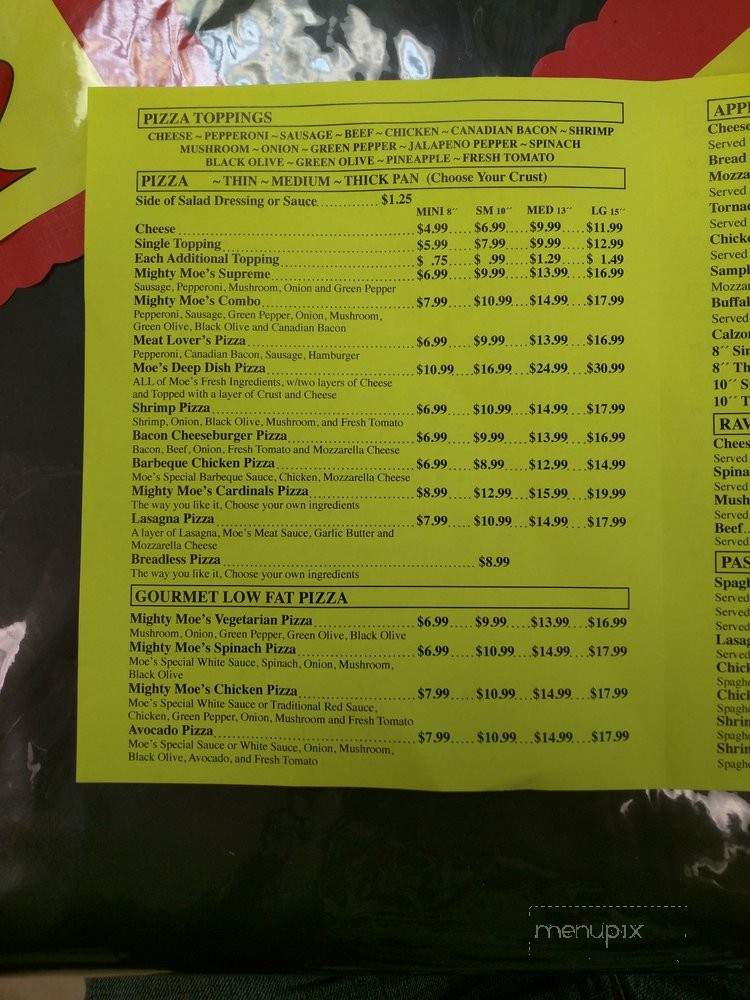 PIZZA TOPPINGS
CHEESE ~ PEPPERONI ~ SAUSAGE ~ BEEF ~ CHICKEN ~ CANADIAN BACON ~ SHRIMP
MUSHROOM ~ ONION ~ GREEN PEPPER ~ JALAPENO PEPPER ~ SPINACH
BLACK OLIVE ~ GREEN OLIVE ~ PINEAPPLE ~ FRESH TOMATO
PIZZA ~ THIN ~ MEDIUM ~ THICK PAN (Choose Your Crust)
Side of Salad Dressing or Sauce $1.25
MINI 8´´ SM 10´´ MED 13´´ LG 15´´
Cheese $4.99 $6.99 $9.99 $11.99
Single Topping $5.99 $7.99 $9.99 $12.99
Each Additional Topping $ .75 $ .99 $1.29 $ 1.49
Mighty Moe's Supreme $6.99 $9.99 $13.99 $16.99
Sausage, Pepperoni, Mushroom, Onion and Green Pepper
Mighty Moe's Combo $7.99 $10.99 $14.99 $17.99
Pepperoni, Sausage, Green Pepper, Onion, Mushroom,
Green Olive, Black Olive and Canadian Bacon
Meat Lover's Pizza $6.99 $9.99 $13.99 $16.99
Pepperoni, Canadian Bacon, Sausage, Hamburger
Moe's Deep Dish Pizza $10.99 $16.99 $24.99 $30.99
ALL of Moe's Fresh Ingredients, w/two layers of Cheese
and Topped with a layer of Crust and Cheese
Shrimp Pizza $6.99 $10.99 $14.99 $17.99
Shrimp, Onion, Black Olive, Mushroom, and Fresh Tomato
Bacon Cheeseburger Pizza $6.99 $9.99 $13.99 $16.99
Bacon, Beef, Onion, Fresh Tomato and Mozzarella Cheese
Barbeque Chicken Pizza $6.99 $8.99 $12.99 $14.99
Moe's Special Barbeque Sauce, Chicken, Mozzarella Cheese
Mighty Moe's Cardinals Pizza $8.99 $12.99 $15.99 $19.99
The way you like it, Choose your own ingredients
Lasagna Pizza $7.99 $10.99 $14.99 $17.99
A layer of Lasagna, Moe's Meat Sauce, Garlic Butter and
Mozzarella Cheese
Breadless Pizza $8.99
The way you like it, Choose your own ingredients
GOURMET LOW FAT PIZZA
Mighty Moe's Vegetarian Pizza $6.99 $9.99 $13.99 $16.99
Mushroom, Onion, Green Pepper, Green Olive, Black Olive
Mighty Moe's Spinach Pizza $6.99 $10.99 $14.99 $17.99
Moe's Special White Sauce, Spinach, Onion, Mushroom,
Black Olive
Mighty Moe's Chicken Pizza $7.99 $10.99 $14.99 $17.99
Moe's Special White Sauce or Traditional Red Sauce,
Chicken, Green Pepper, Onion, Mushroom and Fresh Tomato
Avocado Pizza $7.99 $10.99 $14.99 $17.99
Moe's Special Sauce or White Sauce, Onion, Mushroom,
Black Olive, Avocado, and Fresh Tomato
Cheese
Served
Bread
Served
Served
Served
Served
8´´
8´´
10´´
10´´
Served
Served
Served
Beef
Served
Served
Served
Served
Served
menupix